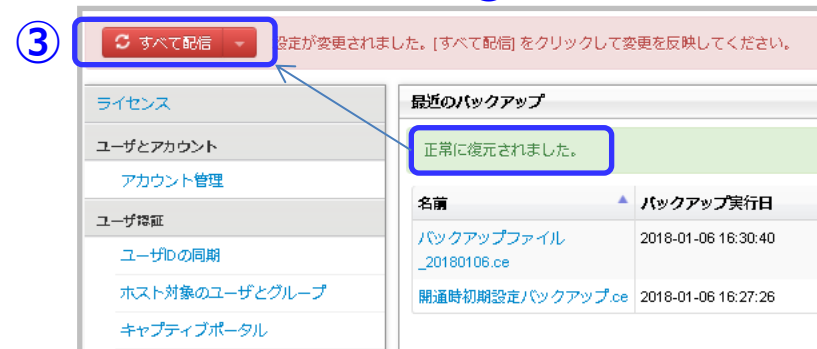 ③
すべて配信
設定が変更されました。[すべて配信] をクリックして変更を反映してください。
ライセンス
ユーザとアカウント
アカウント管理
ユーザ認証
ユーザIDの同期
ホスト対象のユーザとグループ
キャプティブポータル
最近のバックアップ
正常に復元されました。
名前 バックアップ実行日
バックアップファイル 2018-01-06 16:30:40
_20180106.ce
開通時初期設定バックアップ.ce 2018-01-06 16:27:26